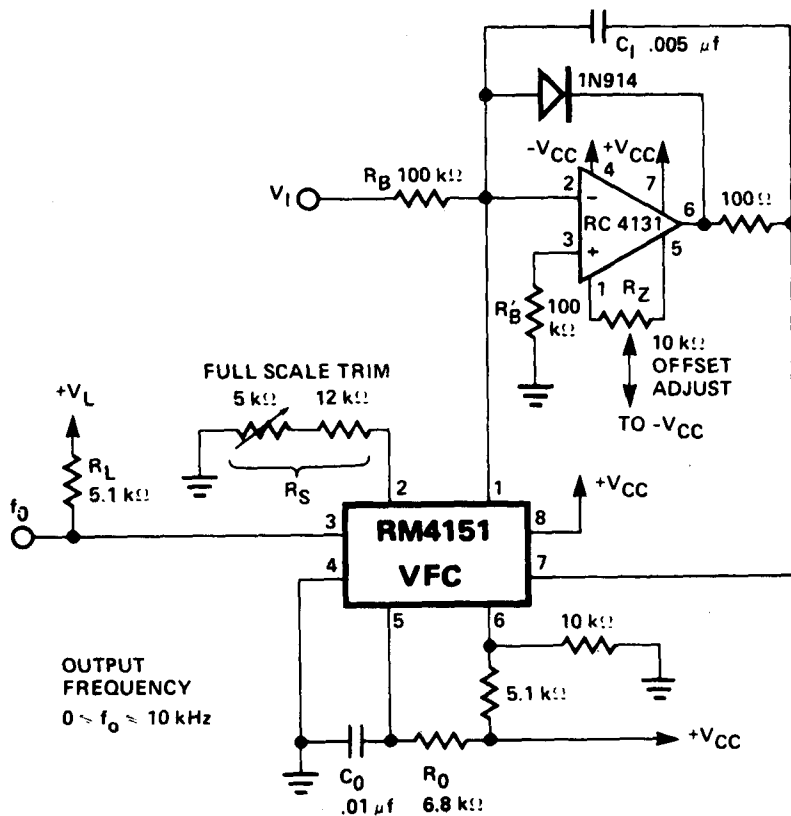 C_I .005 µf
1N914
-V_CC
+V_CC
4
7
V_I
R_B 100 kΩ
2
−
RC 4131
6
100 Ω
3
+
5
1
R_Z
R'_B
100 kΩ
10 kΩ
OFFSET
ADJUST
TO -V_CC
FULL SCALE TRIM
5 kΩ
12 kΩ
R_S
+V_L
R_L
5.1 kΩ
f_0
2
1
+V_CC
3
RM4151
8
4
VFC
7
5
6
10 kΩ
5.1 kΩ
OUTPUT
FREQUENCY
0 ≤ f_o ≤ 10 kHz
+V_CC
C_0
.01 µf
R_0
6.8 kΩ